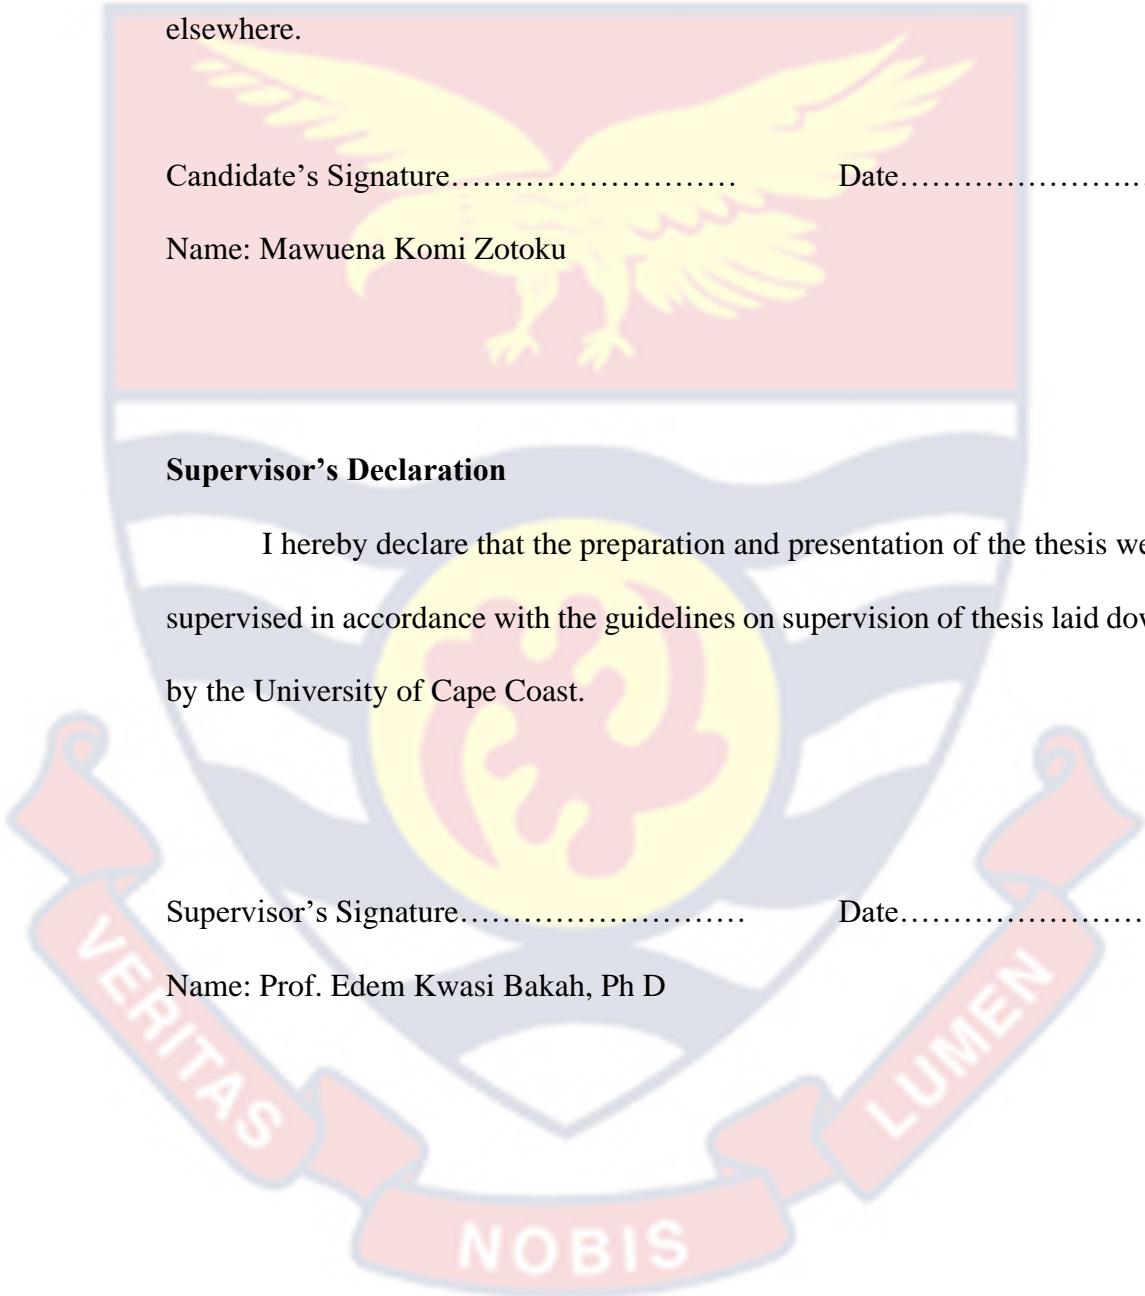 elsewhere.
Candidate’s Signature……………………… Date…………………..…
Name: Mawuena Komi Zotoku
Supervisor’s Declaration
I hereby declare that the preparation and presentation of the thesis
supervised in accordance with the guidelines on supervision of thesis laid
by the University of Cape Coast.
Supervisor’s Signature……………………… Date……………………
Name: Prof. Edem Kwasi Bakah, Ph D
VERITAS
NOBIS
LUMEN